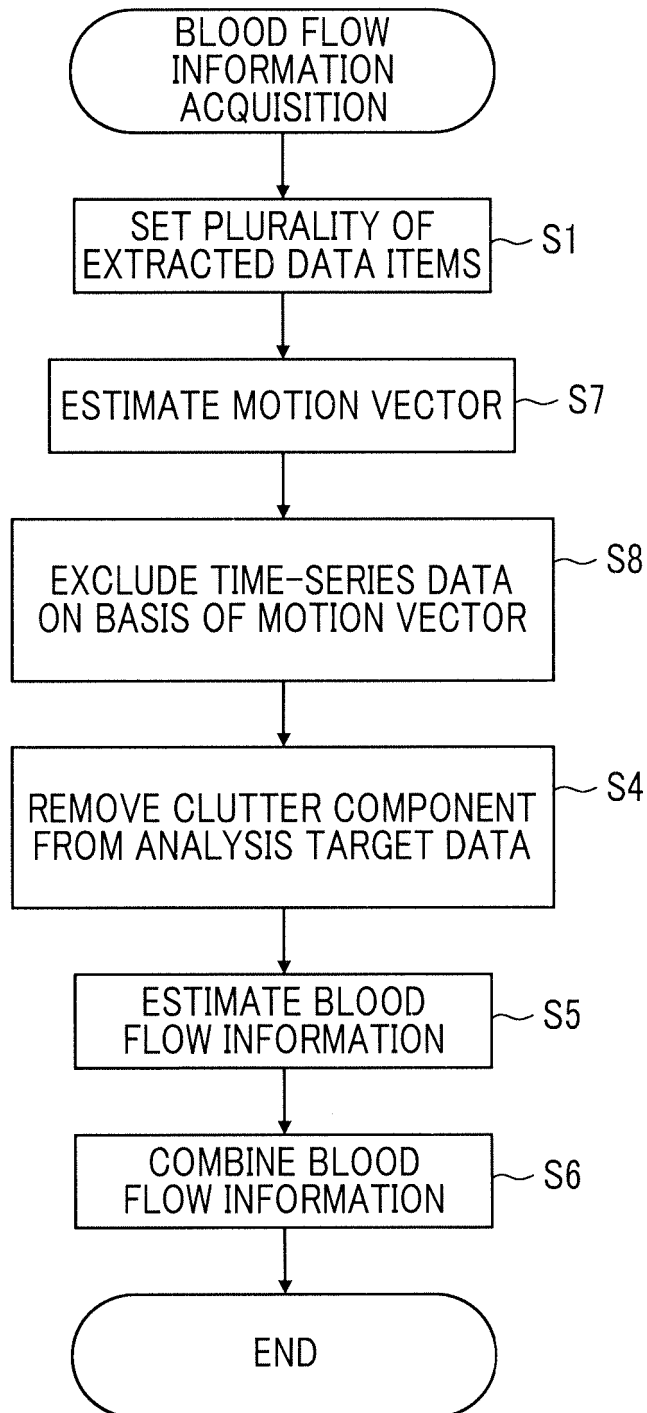 BLOOD FLOW
INFORMATION
ACQUISITION
SET PLURALITY OF
EXTRACTED DATA ITEMS
S1
ESTIMATE MOTION VECTOR
S7
EXCLUDE TIME-SERIES DATA
ON BASIS OF MOTION VECTOR
S8
REMOVE CLUTTER COMPONENT
FROM ANALYSIS TARGET DATA
S4
ESTIMATE BLOOD
FLOW INFORMATION
S5
COMBINE BLOOD
FLOW INFORMATION
S6
END